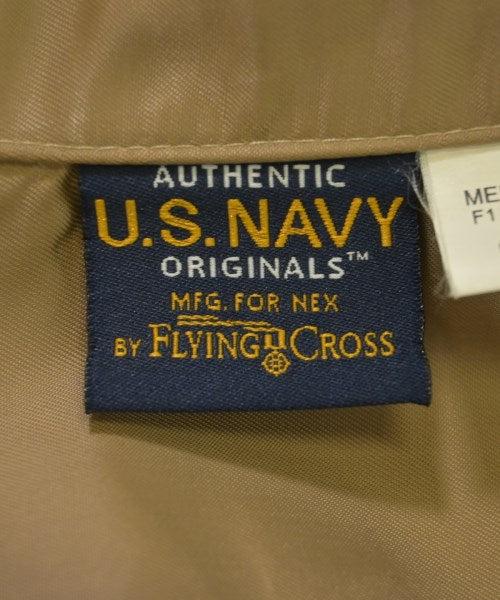 AUTHENTIC
U.S. NAVY
ORIGINALS™
MFG. FOR NEX
BY FLYING CROSS
ME
F1